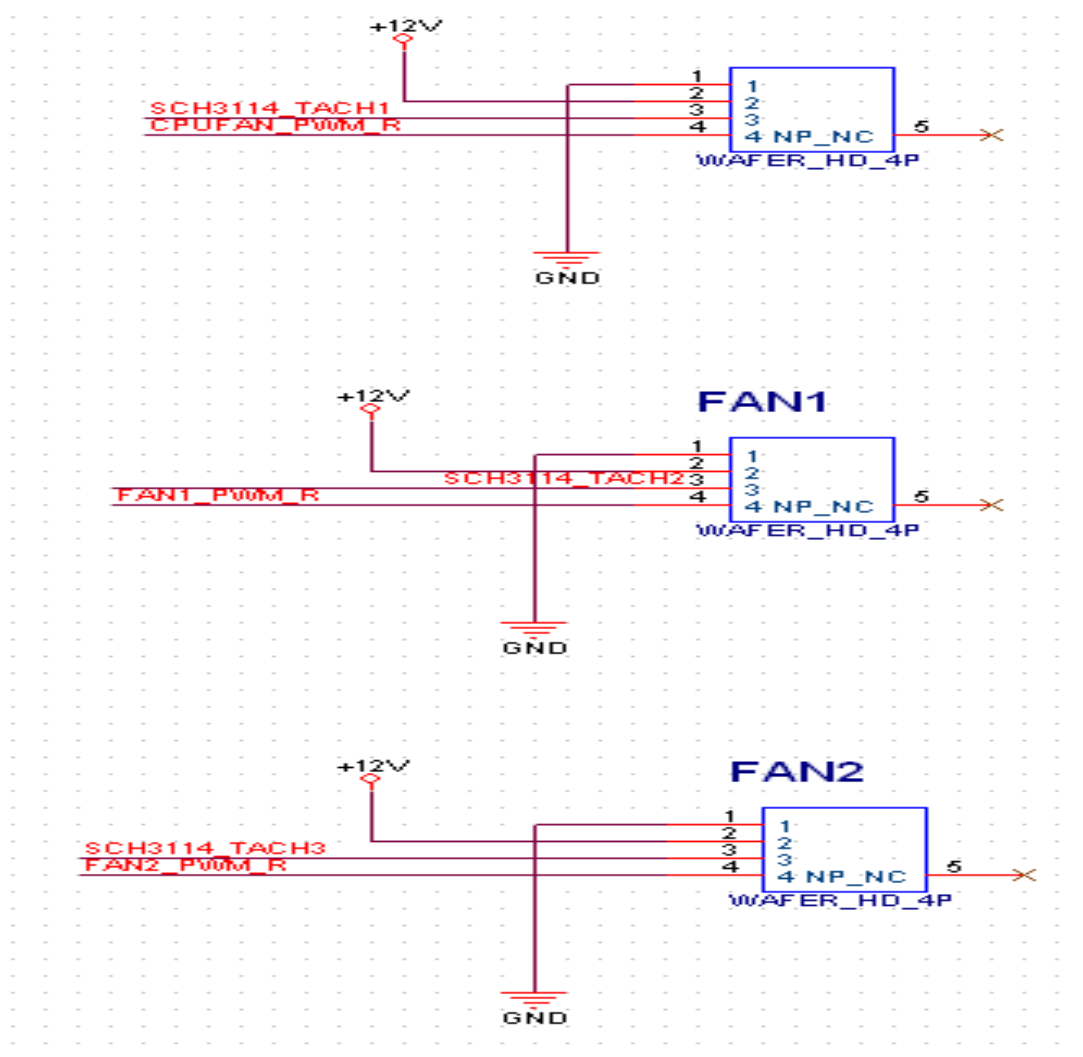 +12V
1 1
2 2
SCH3114_TACH1 3 3
CPUFAN_PWM_R 4 4 NP_NC 5
WAFER_HD_4P
GND
+12V
FAN1
1 1
2 2
SCH3114_TACH2 3 3
FAN1_PWM_R 4 4 NP_NC 5
WAFER_HD_4P
GND
+12V
FAN2
1 1
2 2
SCH3114_TACH3 3 3
FAN2_PWM_R 4 4 NP_NC 5
WAFER_HD_4P
GND